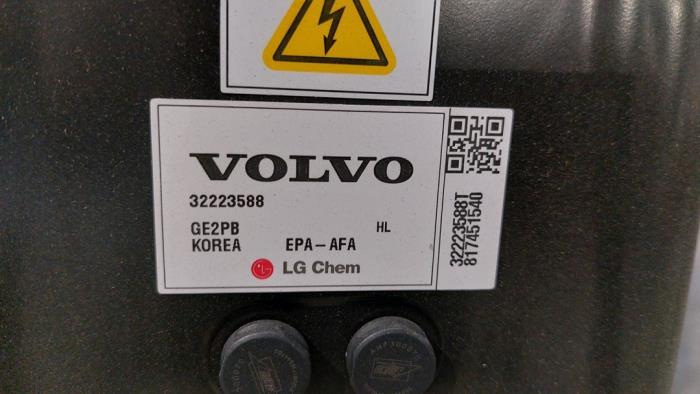 VOLVO
32223588
GE2PB HL
KOREA EPA-AFA
LG Chem
32223588T
817451540